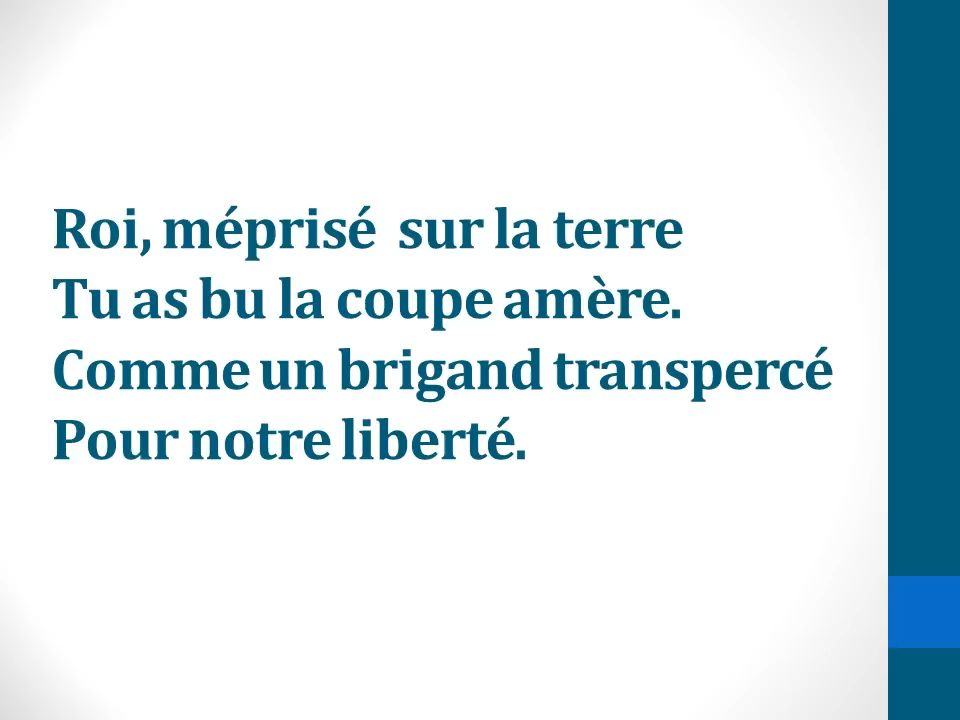 Roi, méprisé  sur la terre
Tu as bu la coupe amère.
Comme un brigand transpercé
Pour notre liberté.